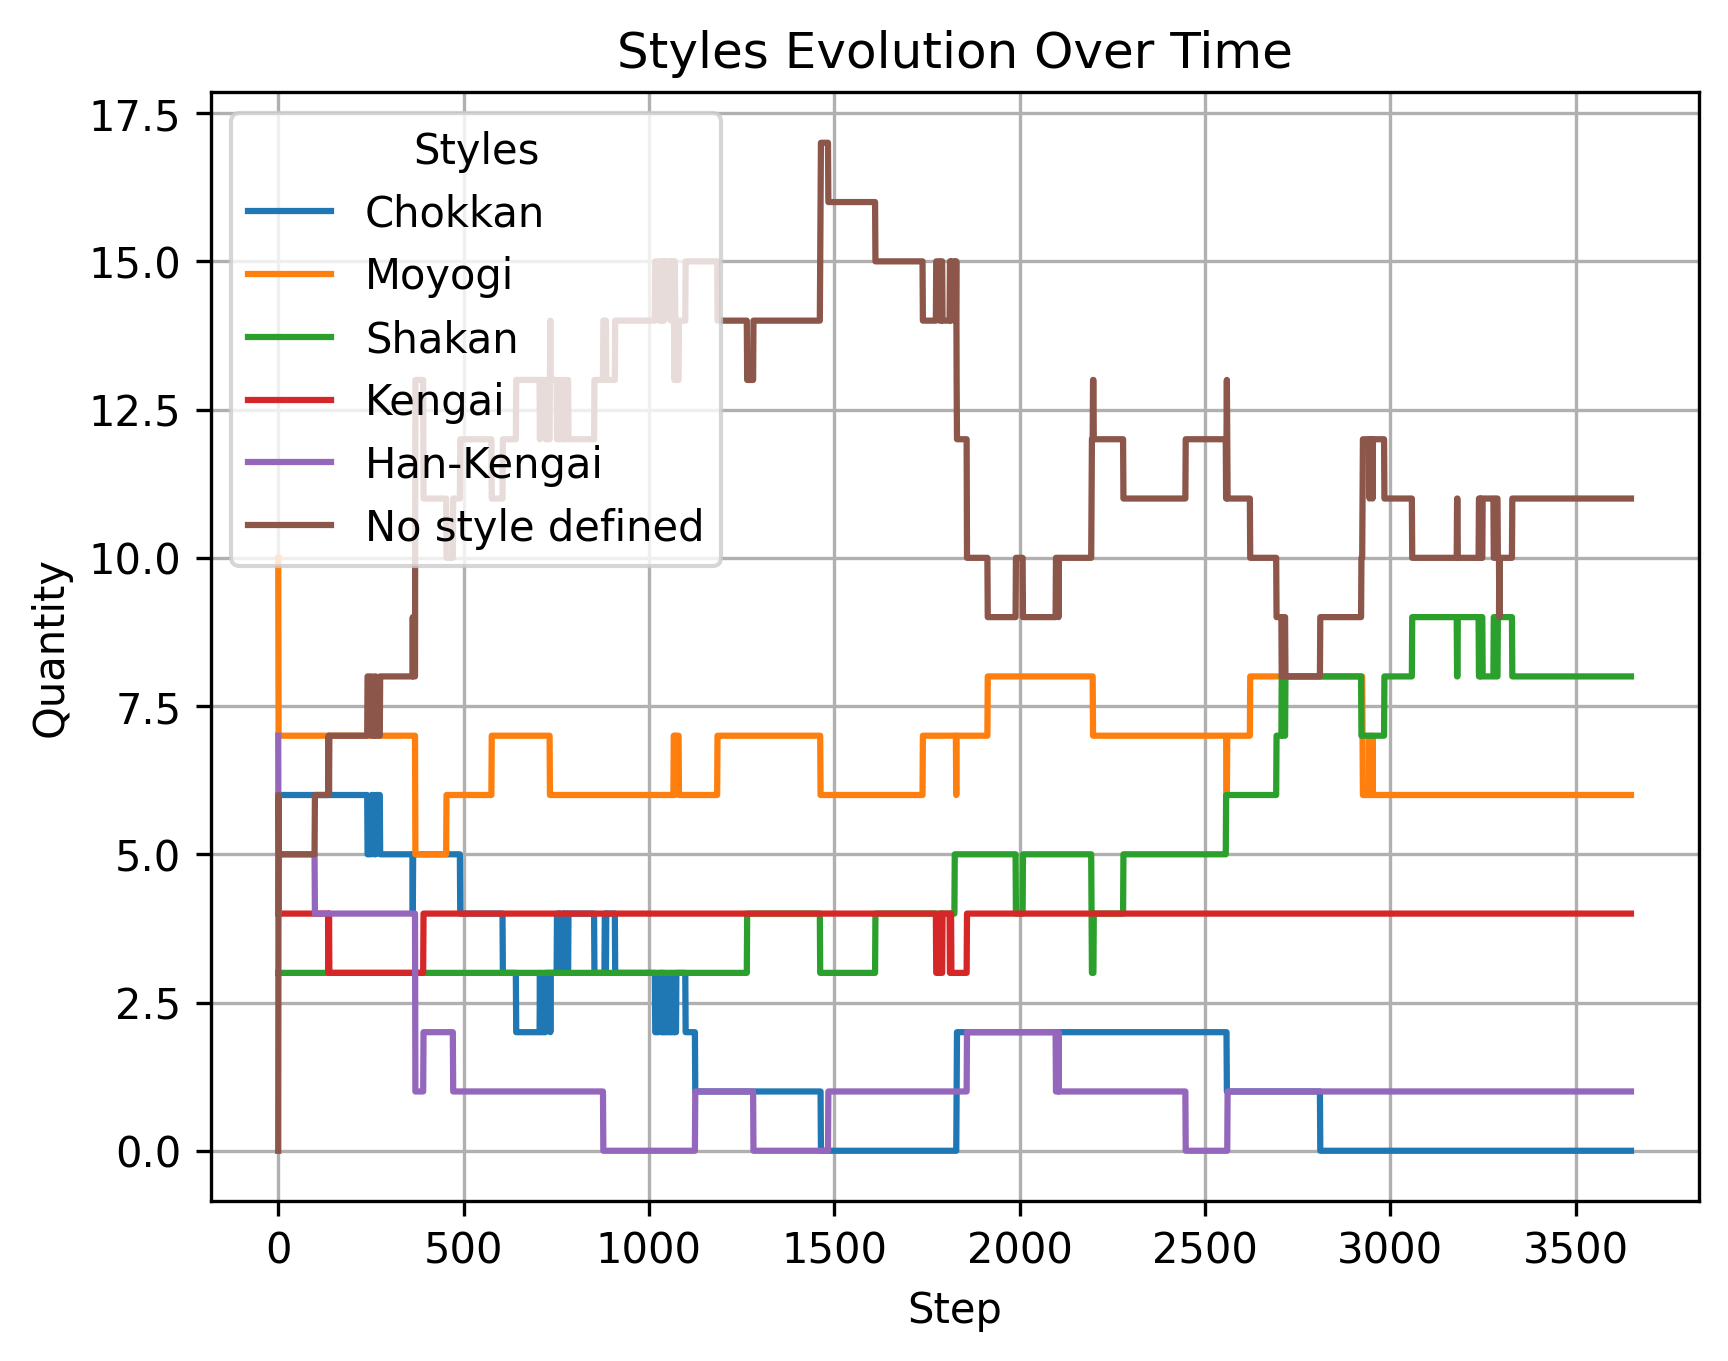 Styles Evolution Over Time
Quantity
17.5
15.0
12.5
10.0
7.5
5.0
2.5
0.0
Styles
Chokkan
Moyogi
Shakan
Kengai
Han-Kengai
No style defined
0 500 1000 1500 2000 2500 3000 3500
Step